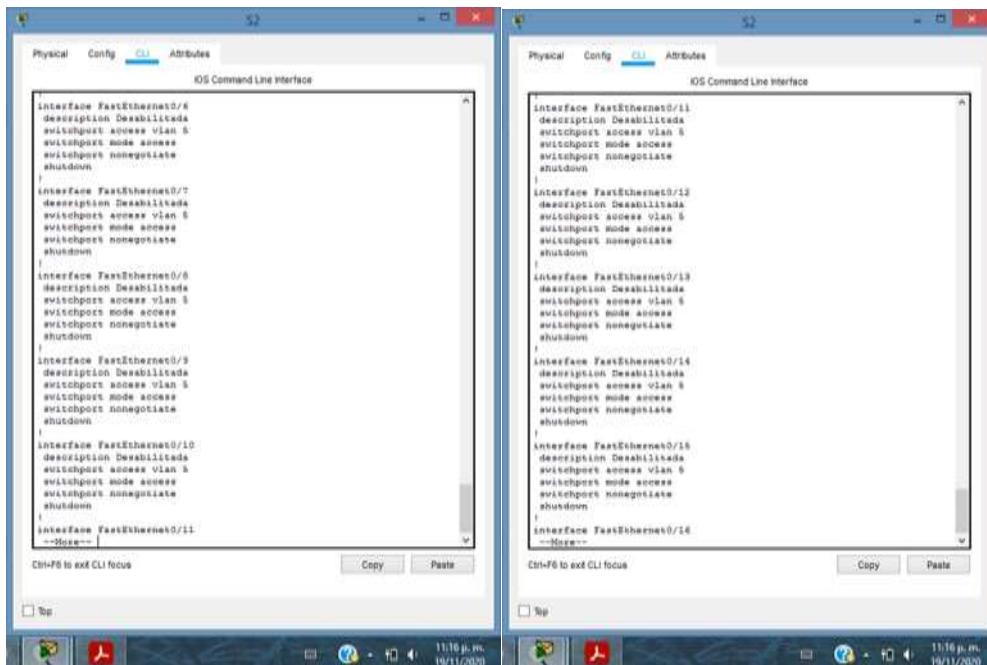 S2
Physical Config CLI Attributes
IOS Command Line Interface
!
interface FastEthernet0/6
description Desabilitada
switchport access vlan 5
switchport mode access
switchport nonegotiate
shutdown
!
interface FastEthernet0/7
description Desabilitada
switchport access vlan 5
switchport mode access
switchport nonegotiate
shutdown
!
interface FastEthernet0/8
description Desabilitada
switchport access vlan 5
switchport mode access
switchport nonegotiate
shutdown
!
interface FastEthernet0/9
description Desabilitada
switchport access vlan 5
switchport mode access
switchport nonegotiate
shutdown
!
interface FastEthernet0/10
description Desabilitada
switchport access vlan 5
switchport mode access
switchport nonegotiate
shutdown
!
interface FastEthernet0/11
--More--
Ctrl+F6 to exit CLI focus
Copy Paste
Top
11:16 p. m.
19/11/2020
S2
Physical Config CLI Attributes
IOS Command Line Interface
!
interface FastEthernet0/11
description Desabilitada
switchport access vlan 5
switchport mode access
switchport nonegotiate
shutdown
!
interface FastEthernet0/12
description Desabilitada
switchport access vlan 5
switchport mode access
switchport nonegotiate
shutdown
!
interface FastEthernet0/13
description Desabilitada
switchport access vlan 5
switchport mode access
switchport nonegotiate
shutdown
!
interface FastEthernet0/14
description Desabilitada
switchport access vlan 5
switchport mode access
switchport nonegotiate
shutdown
!
interface FastEthernet0/15
description Desabilitada
switchport access vlan 5
switchport mode access
switchport nonegotiate
shutdown
!
interface FastEthernet0/16
--More--
Ctrl+F6 to exit CLI focus
Copy Paste
Top
11:16 p. m.
19/11/2020